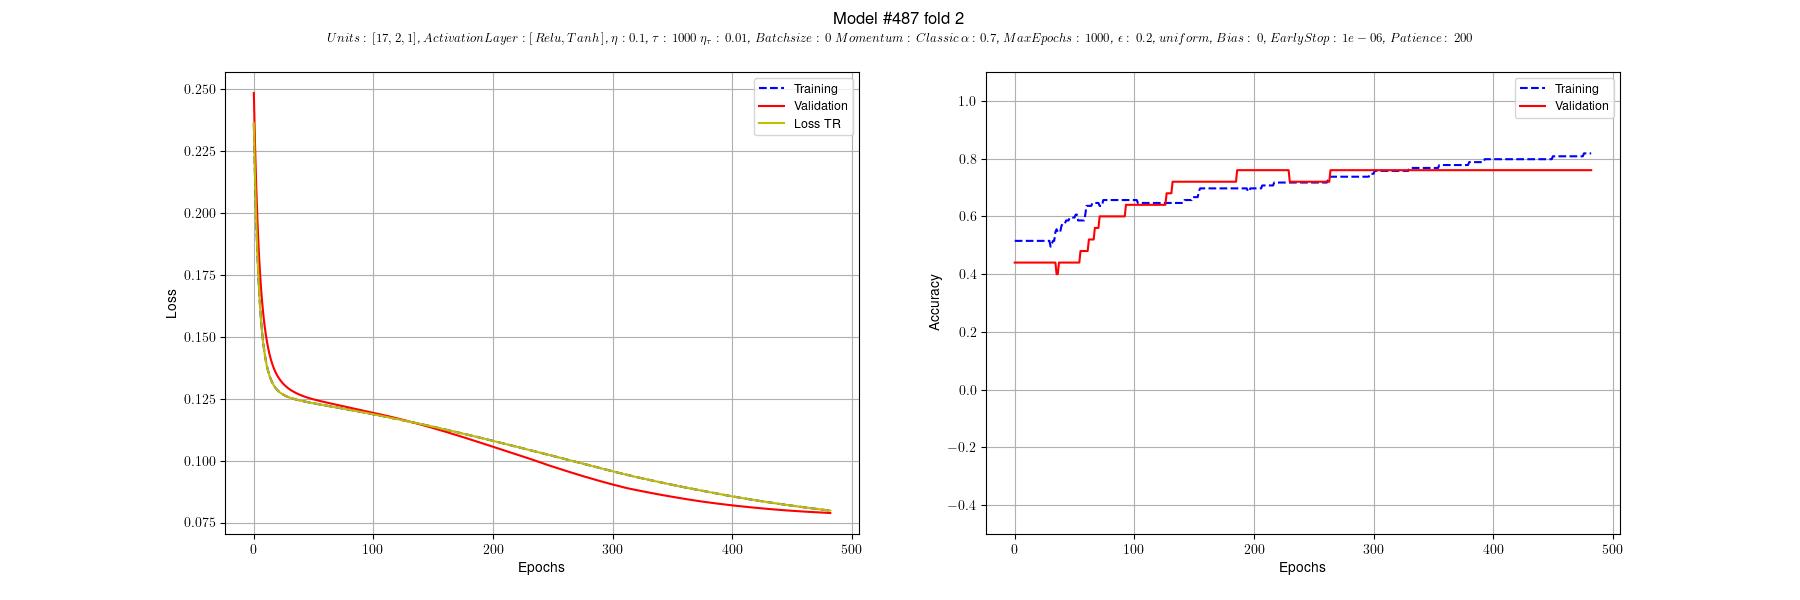 Model #487 fold 2
Units : [17, 2, 1], ActivationLayer : [Relu, Tanh], η : 0.1, τ : 1000 ητ : 0.01, Batchsize : 0 Momentum : Classic α : 0.7, MaxEpochs : 1000, ϵ : 0.2, uniform, Bias : 0, EarlyStop : 1e − 06, Patience : 200
0.250
0.225
0.200
0.175
0.150
0.125
0.100
0.075
Loss
0 100 200 300 400 500
Epochs
Training
Validation
Loss TR
1.0
0.8
0.6
0.4
0.2
0.0
−0.2
−0.4
Accuracy
0 100 200 300 400 500
Epochs
Training
Validation